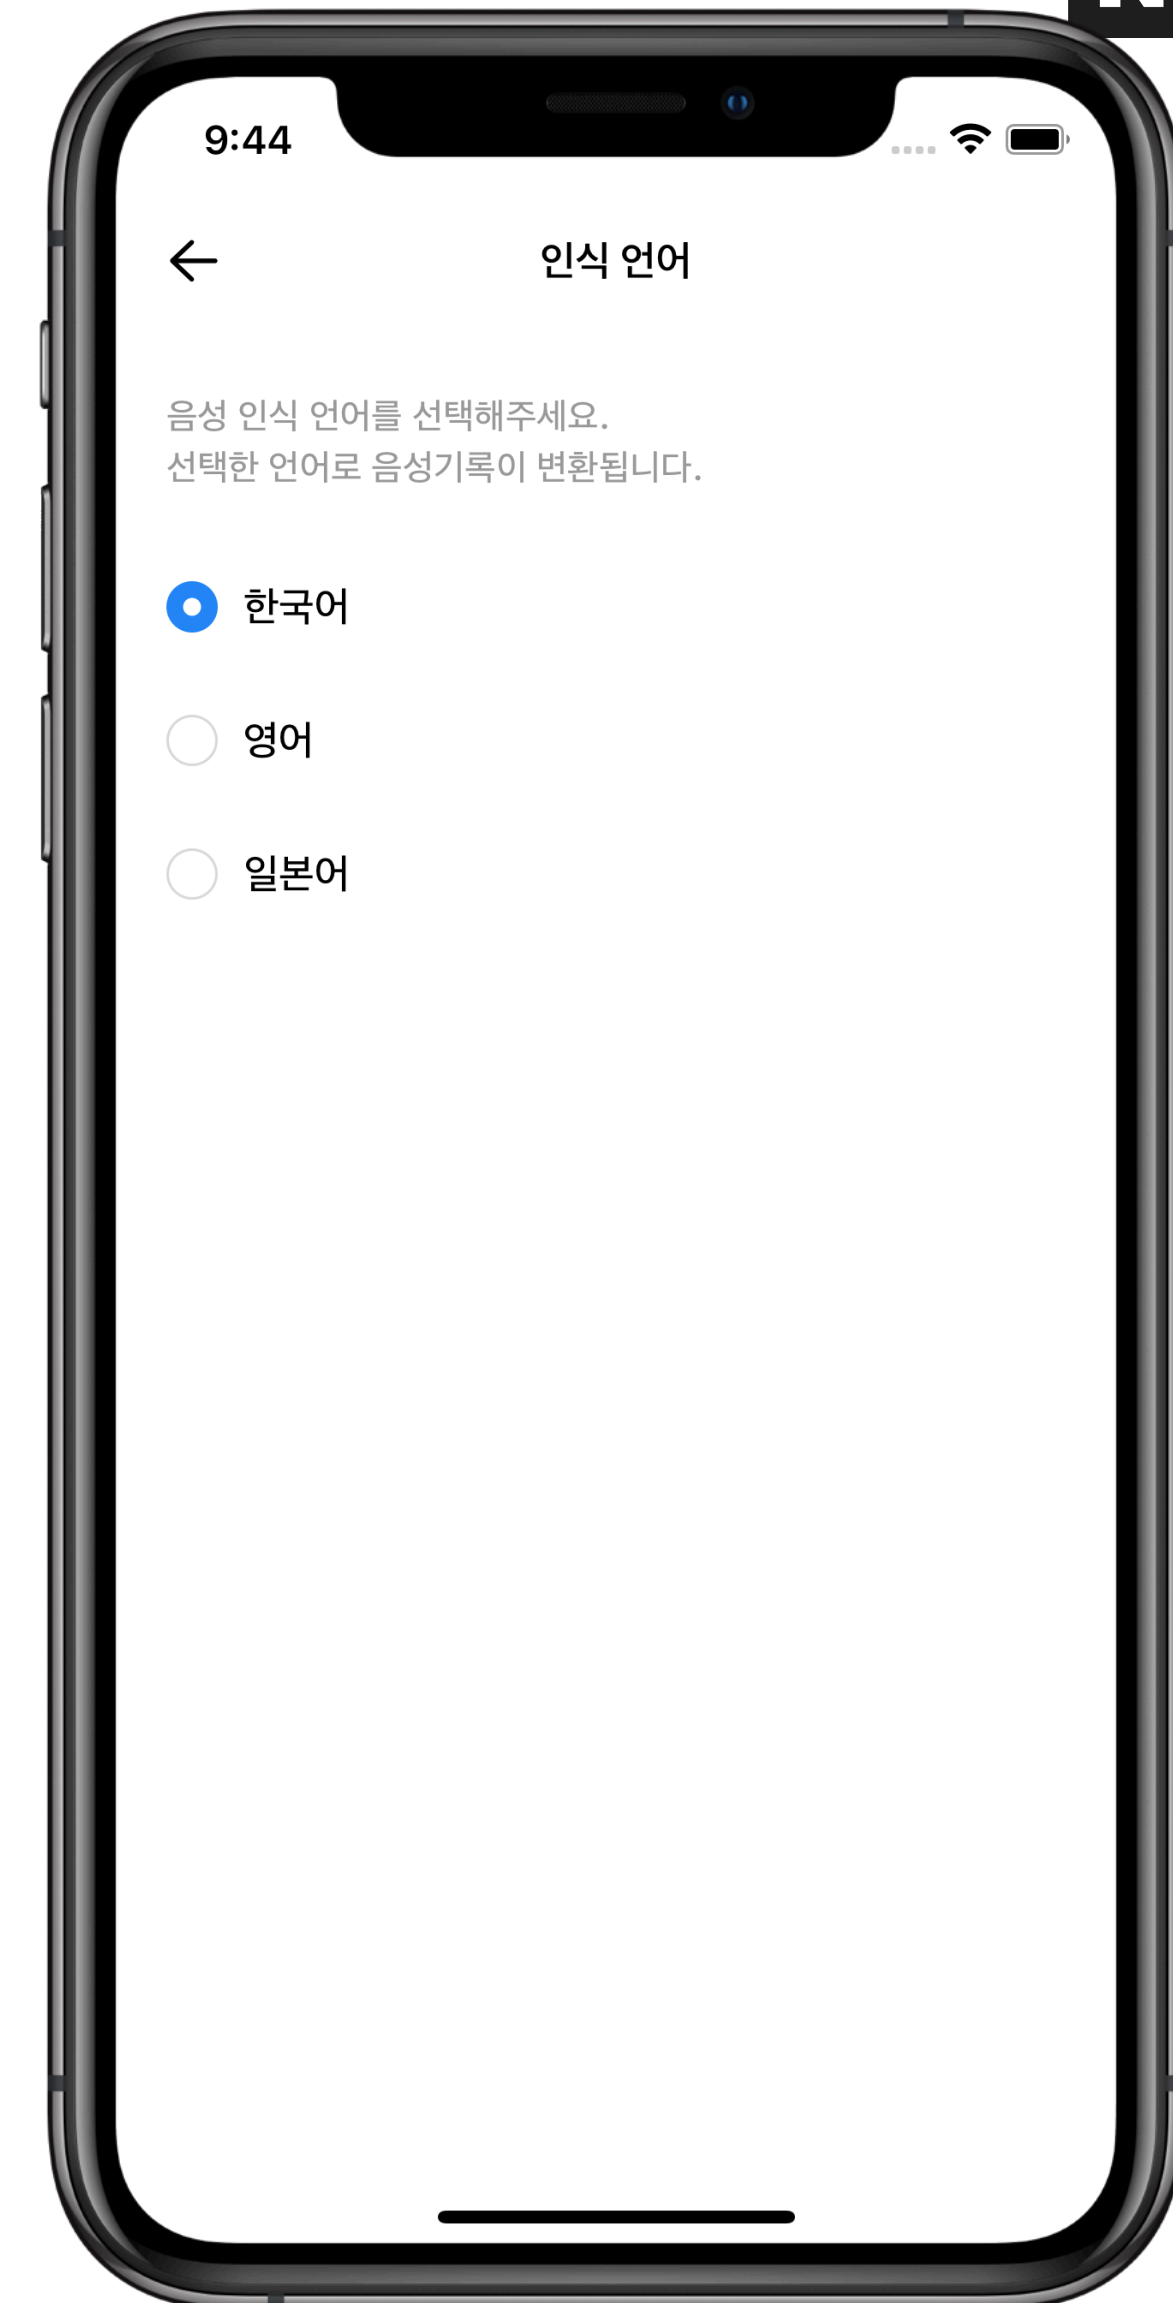 9:44
인식 언어
음성 인식 언어를 선택해주세요.
선택한 언어로 음성기록이 변환됩니다.
한국어
영어
일본어